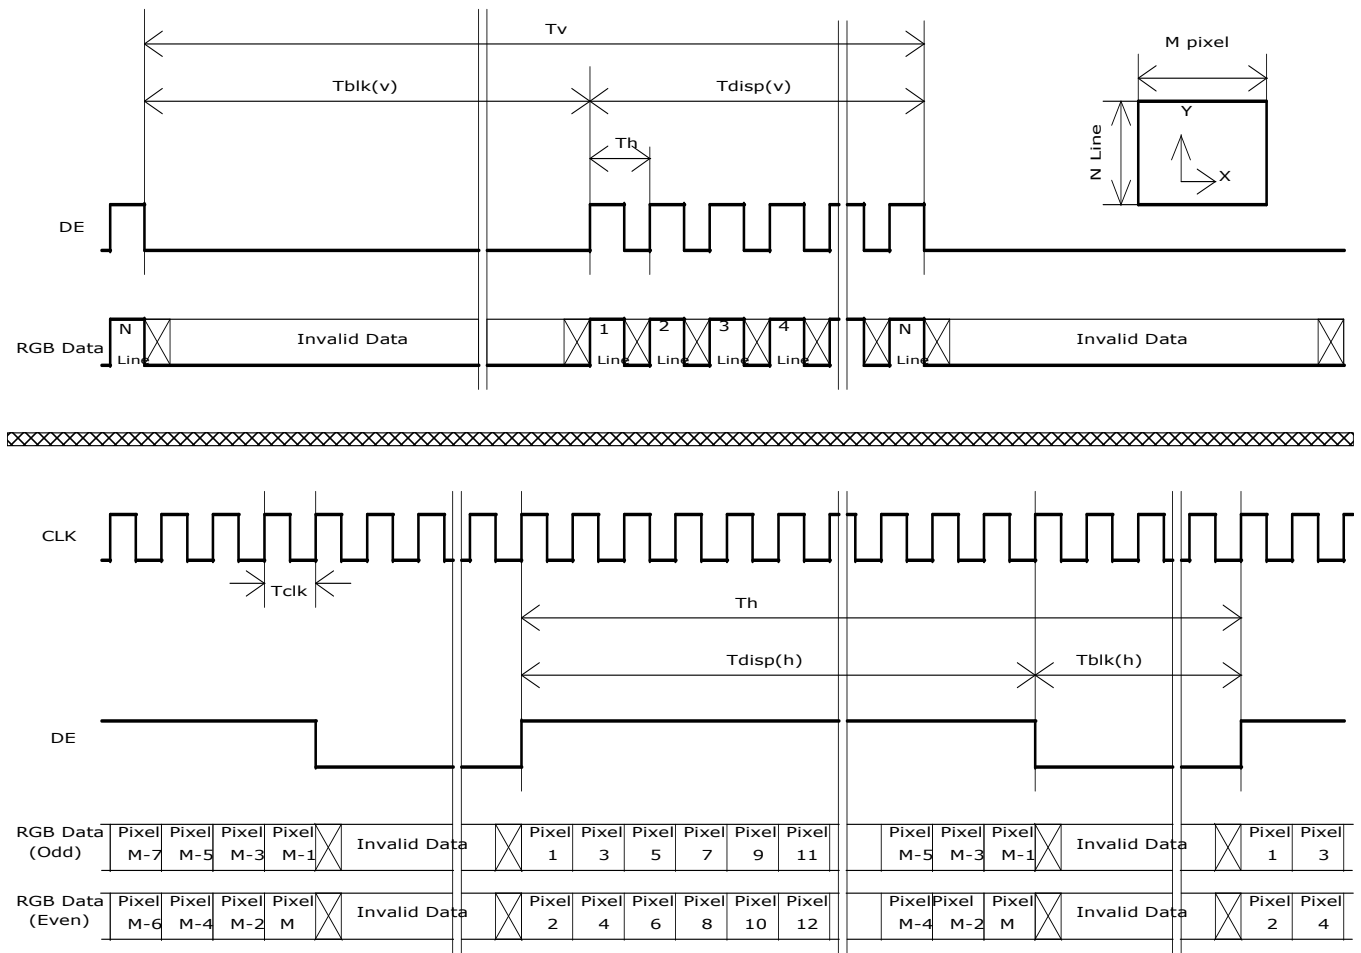 Tv
M pixel
Tblk(v) Tdisp(v)
Y
N Line
X
Th
DE
RGB Data
N Line
Invalid Data
1 Line
2 Line
3 Line
4 Line
N Line
Invalid Data
CLK
Tclk
Th
Tdisp(h) Tblk(h)
DE
RGB Data (Odd)
Pixel M-7 Pixel M-5 Pixel M-3 Pixel M-1 Invalid Data Pixel 1 Pixel 3 Pixel 5 Pixel 7 Pixel 9 Pixel 11 Pixel M-5 Pixel M-3 Pixel M-1 Invalid Data Pixel 1 Pixel 3
RGB Data (Even)
Pixel M-6 Pixel M-4 Pixel M-2 Pixel M Invalid Data Pixel 2 Pixel 4 Pixel 6 Pixel 8 Pixel 10 Pixel 12 Pixel M-4 Pixel M-2 Pixel M Invalid Data Pixel 2 Pixel 4